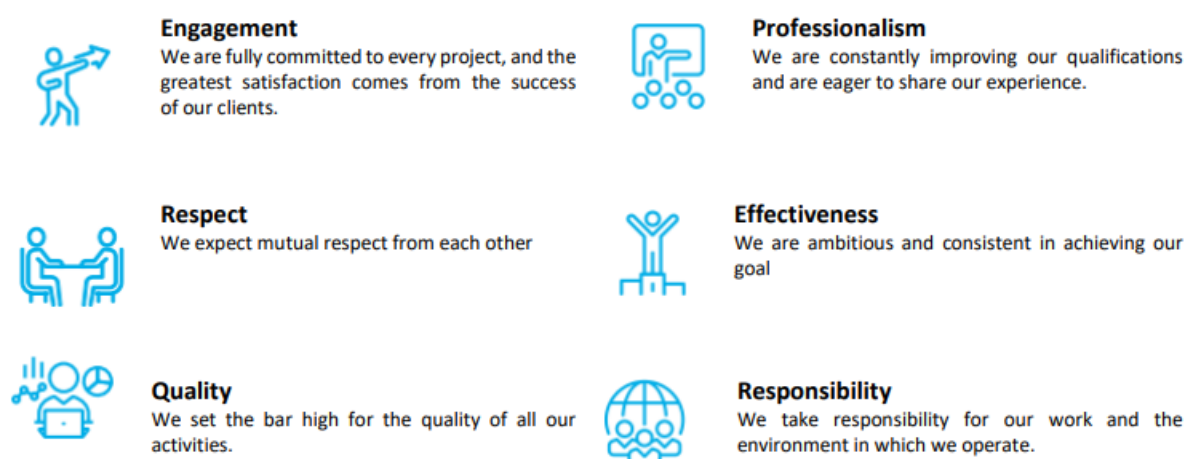 Engagement
We are fully committed to every project, and the
greatest satisfaction comes from the success
of our clients.
Professionalism
We are constantly improving our qualifications
and are eager to share our experience.
Respect
We expect mutual respect from each other
Effectiveness
We are ambitious and consistent in achieving our
goal
Quality
We set the bar high for the quality of all our
activities.
Responsibility
We take responsibility for our work and the
environment in which we operate.